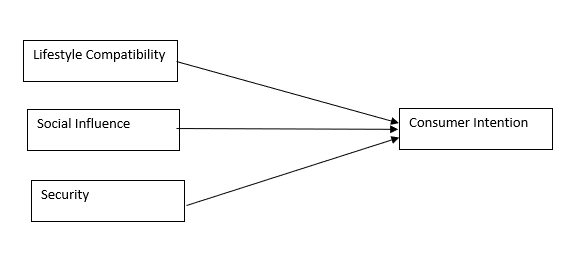 Lifestyle Compatibility
Social Influence
Consumer Intention
Security